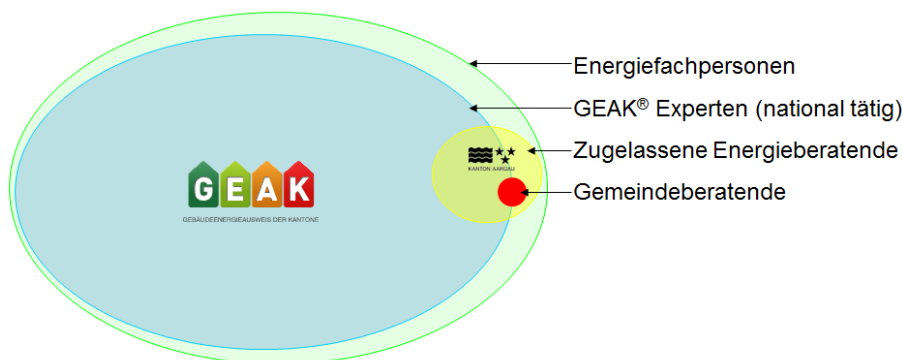 Energiefachpersonen
GEAK® Experten (national tätig)
Zugelassene Energieberatende
KANTON AARGAU
Gemeindeberatende
GEAK
GEBÄUDEENERGIEAUSWEIS DER KANTONE